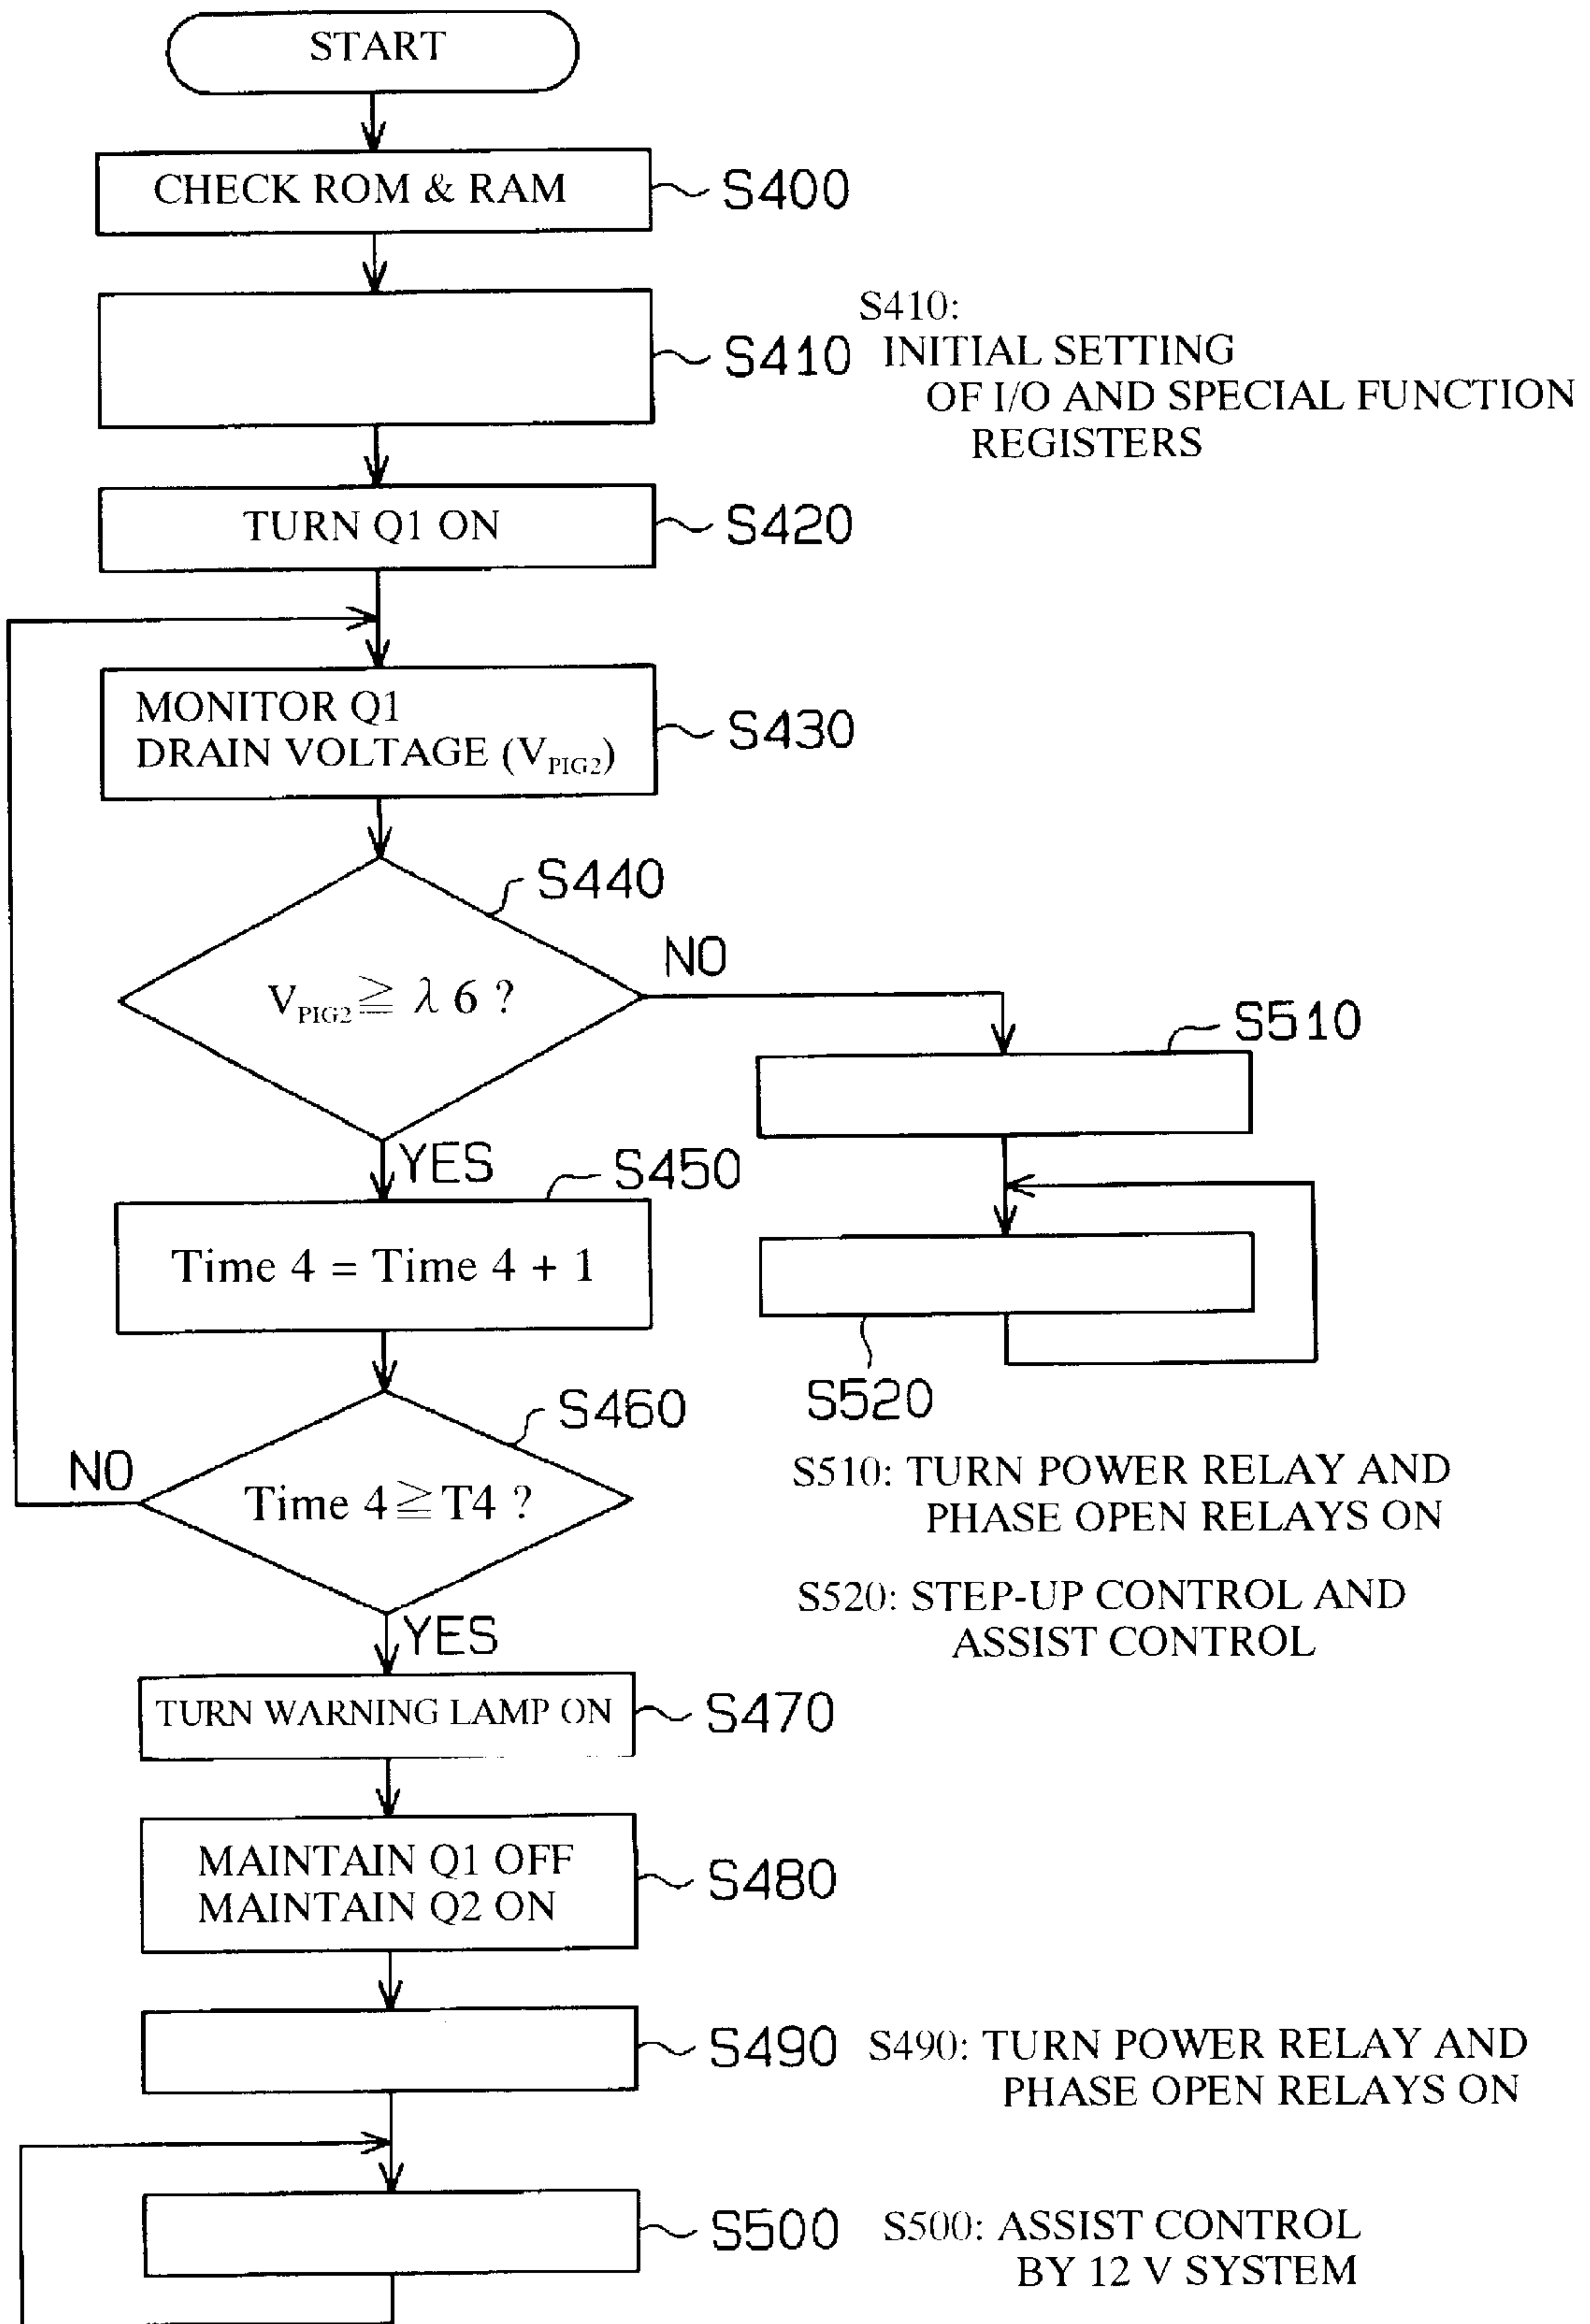 START
CHECK ROM & RAM
S400
S410
S410:
INITIAL SETTING
OF I/O AND SPECIAL FUNCTION
REGISTERS
TURN Q1 ON
S420
MONITOR Q1
DRAIN VOLTAGE (VPIG2)
S430
S440
VPIG2 ≧ λ 6 ?
NO
S510
YES
S450
Time 4 = Time 4 + 1
S520
S460
NO
Time 4 ≧ T4 ?
S510: TURN POWER RELAY AND
PHASE OPEN RELAYS ON
S520: STEP-UP CONTROL AND
ASSIST CONTROL
YES
TURN WARNING LAMP ON
S470
MAINTAIN Q1 OFF
MAINTAIN Q2 ON
S480
S490
S490: TURN POWER RELAY AND
PHASE OPEN RELAYS ON
S500
S500: ASSIST CONTROL
BY 12 V SYSTEM